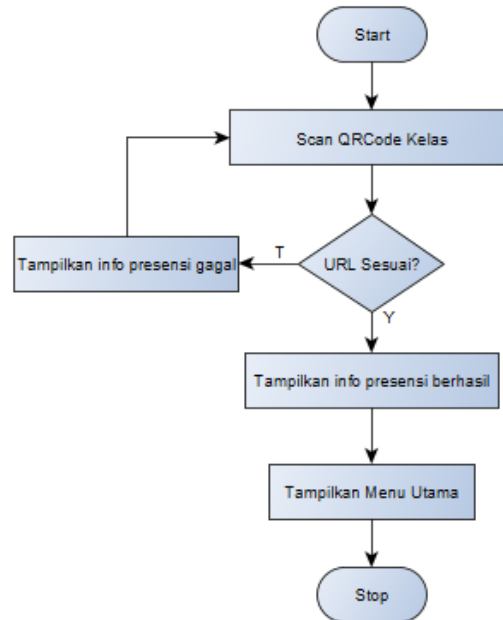 Start
Scan QRCode Kelas
URL Sesuai?
T
Tampilkan info presensi gagal
Y
Tampilkan info presensi berhasil
Tampilkan Menu Utama
Stop